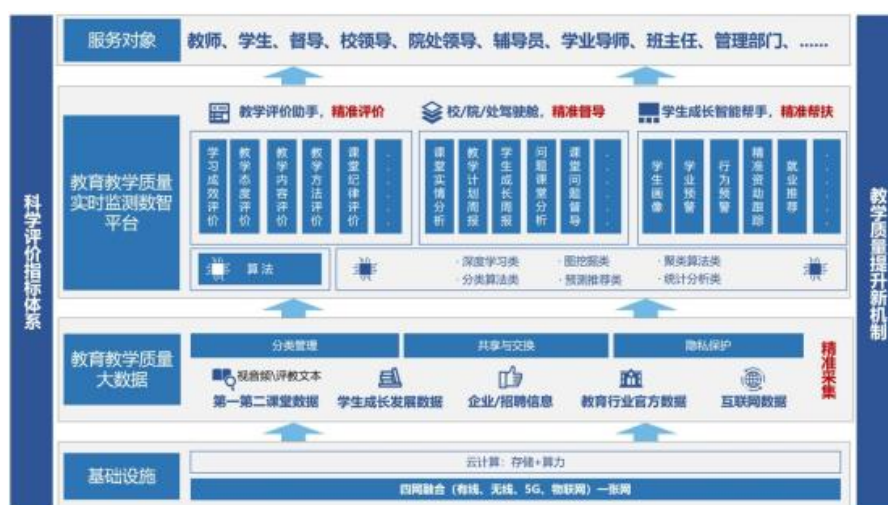 科学评价指标体系
服务对象
教师、学生、督导、校领导、院处领导、辅导员、学业导师、班主任、管理部门、......
教育教学质量
实时监测数智
平台
教学评价助手，精准评价
校/院/处驾驶舱，精准督导
学生成长智能帮手，精准帮扶
学习成效评价
教学态度评价
教学内容评价
教学方法评价
课堂纪律评价
......
课堂实情分析
教学计划周报
学生成长周报
问题课堂分析
课堂问题督导
......
学生画像
学业预警
行为预警
精准资助跟踪
就业推荐
......
算法
·深度学习类
·图挖掘类
·聚类算法类
·分类算法类
·预测推荐类
·统计分析类
教育教学质量
大数据
分类管理
共享与交换
隐私保护
视音频\评教文本
第一第二课堂数据
学生成长发展数据
企业/招聘信息
教育行业官方数据
互联网数据
精准采集
基础设施
云计算：存储+算力
四网融合（有线、无线、5G、物联网）一张网
教学质量提升新机制